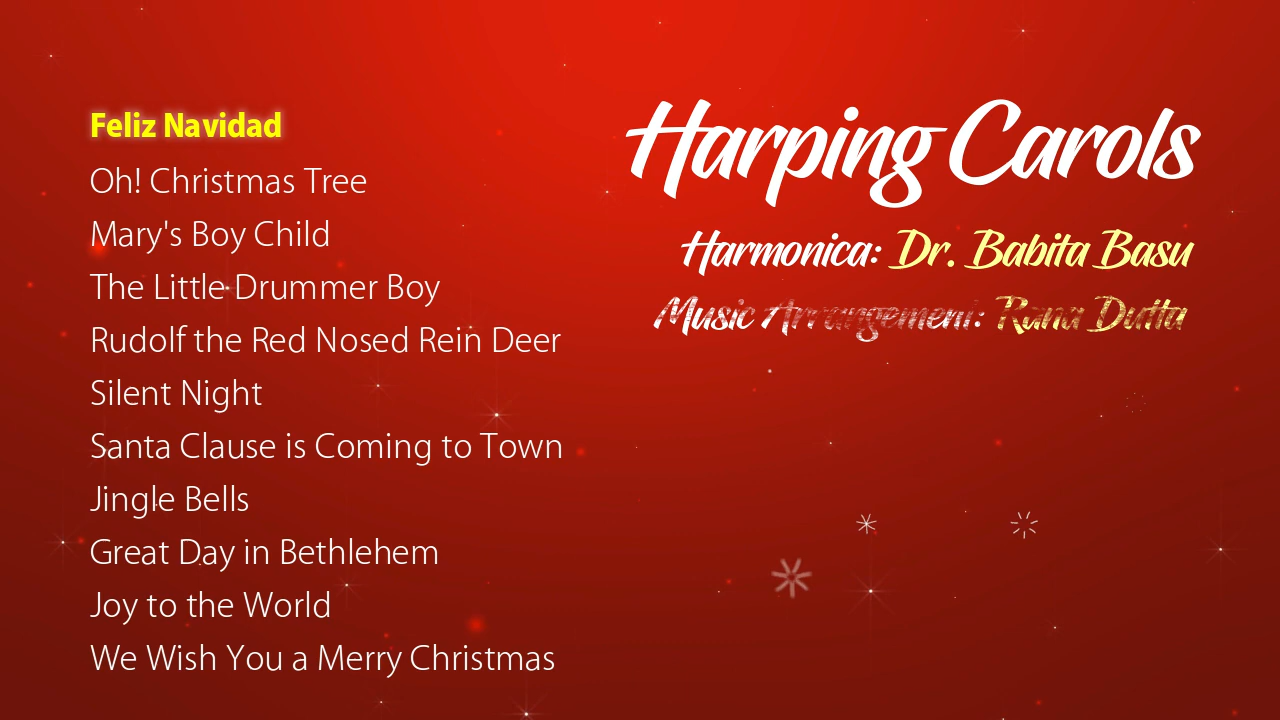 Feliz Navidad
Oh! Christmas Tree
Mary's Boy Child
The Little Drummer Boy
Rudolf the Red Nosed Rein Deer
Silent Night
Santa Clause is Coming to Town
Jingle Bells
Great Day in Bethlehem
Joy to the World
We Wish You a Merry Christmas
Harping Carols
Harmonica: Dr. Babita Basu
Music Arrangement: Rana Dutta